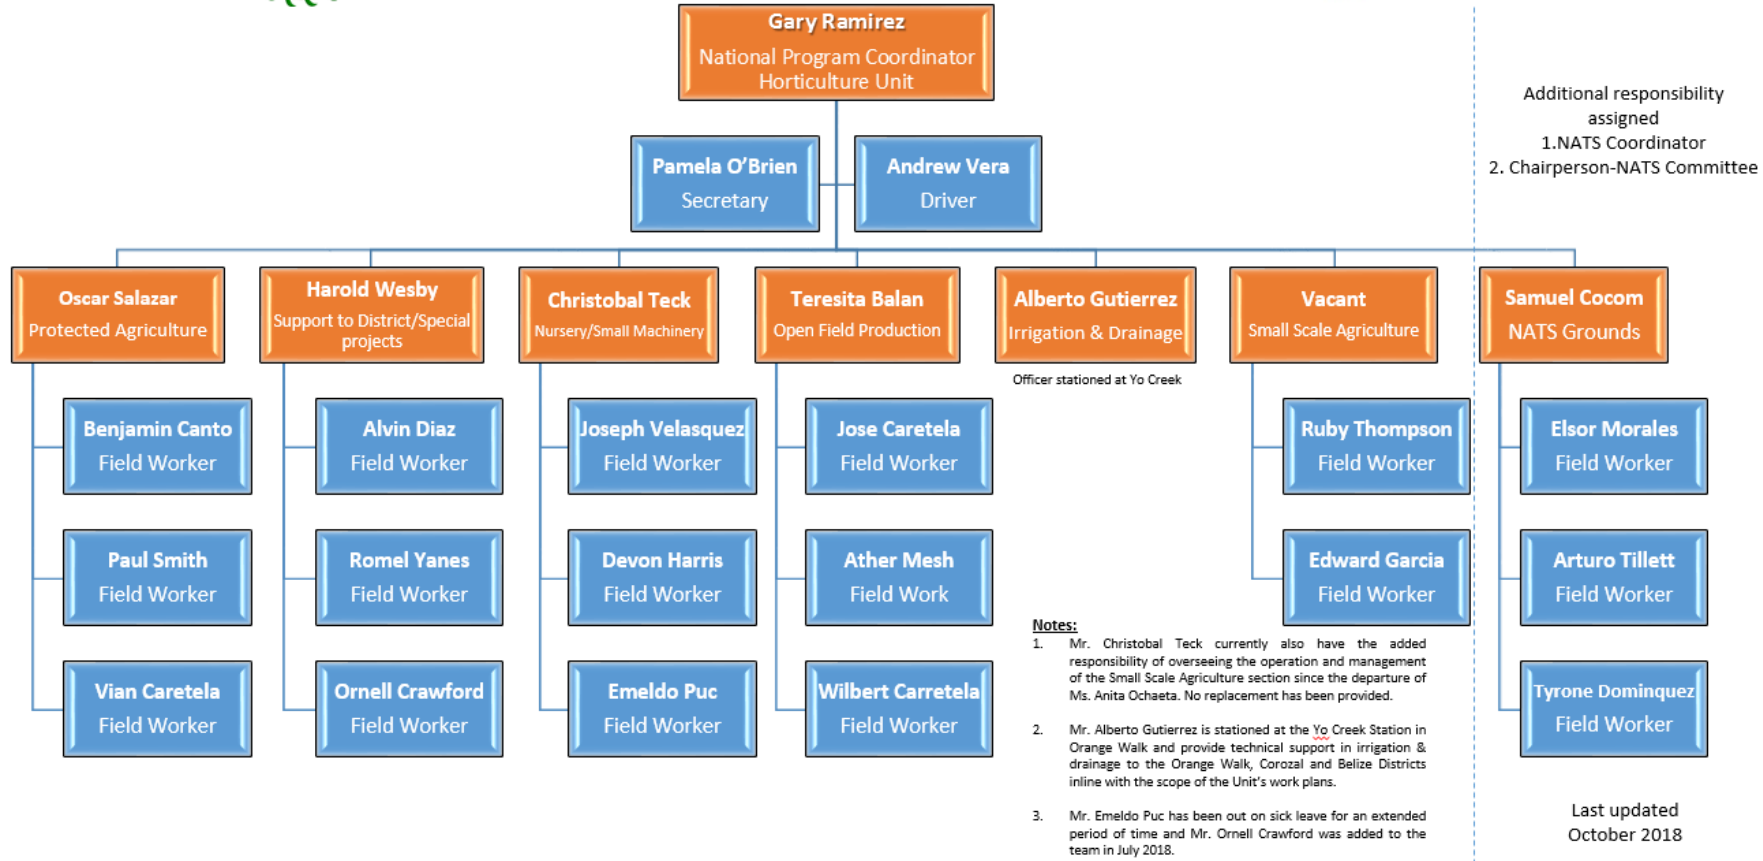 Gary Ramirez
National Program Coordinator
Horticulture Unit
Additional responsibility
assigned
1.NATS Coordinator
2. Chairperson-NATS Committee
Pamela O’Brien
Secretary
Andrew Vera
Driver
Oscar Salazar
Protected Agriculture
Harold Wesby
Support to District/Special
projects
Christobal Teck
Nursery/Small Machinery
Teresita Balan
Open Field Production
Alberto Gutierrez
Irrigation & Drainage
Officer stationed at Yo Creek
Vacant
Small Scale Agriculture
Samuel Cocom
NATS Grounds
Benjamin Canto
Field Worker
Alvin Diaz
Field Worker
Joseph Velasquez
Field Worker
Jose Caretela
Field Worker
Ruby Thompson
Field Worker
Elsor Morales
Field Worker
Paul Smith
Field Worker
Romel Yanes
Field Worker
Devon Harris
Field Worker
Ather Mesh
Field Work
Edward Garcia
Field Worker
Arturo Tillett
Field Worker
Vian Caretela
Field Worker
Ornell Crawford
Field Worker
Emeldo Puc
Field Worker
Wilbert Carretela
Field Worker
Tyrone Dominquez
Field Worker
Notes:
1. Mr. Christobal Teck currently also have the added
responsibility of overseeing the operation and management
of the Small Scale Agriculture section since the departure of
Ms. Anita Ochaeta. No replacement has been provided.
2. Mr. Alberto Gutierrez is stationed at the Yo Creek Station in
Orange Walk and provide technical support in irrigation &
drainage to the Orange Walk, Corozal and Belize Districts
inline with the scope of the Unit’s work plans.
3. Mr. Emeldo Puc has been out on sick leave for an extended
period of time and Mr. Ornell Crawford was added to the
team in July 2018.
Last updated
October 2018